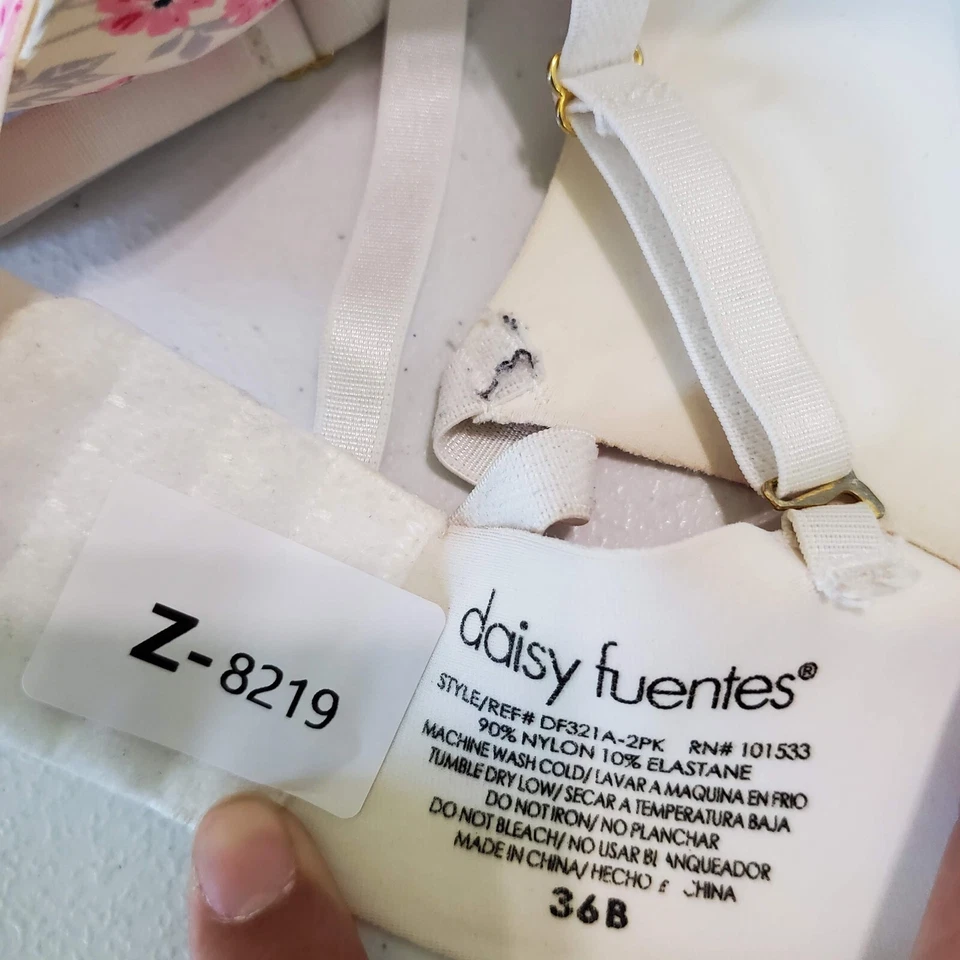 Z-8219
daisy fuentes®
STYLE/REF# DF321A-2PK RN# 101533
90% NYLON 10% ELASTANE
MACHINE WASH COLD/ LAVAR A MAQUINA EN FRIO
TUMBLE DRY LOW/ SECAR A TEMPERATURA BAJA
DO NOT IRON/ NO PLANCHAR
DO NOT BLEACH/ NO USAR BLANQUEADOR
MADE IN CHINA/ HECHO CHINA
36B